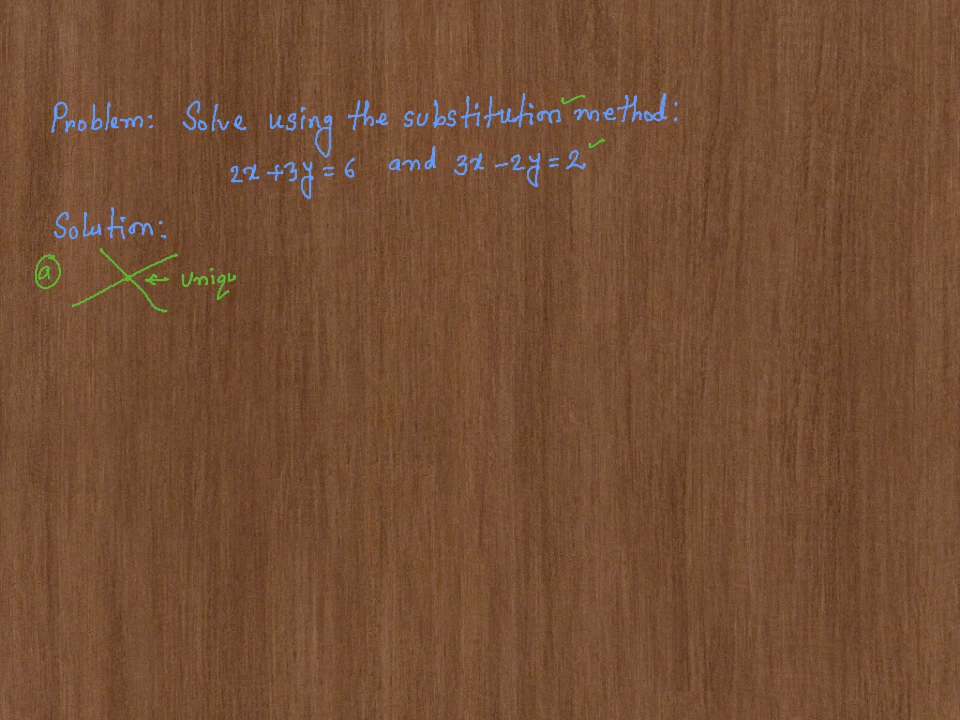 Problem: Solve using the substitution method:
2x + 3y = 6 and 3x - 2y = 2
Solution:
a ← Uniqu